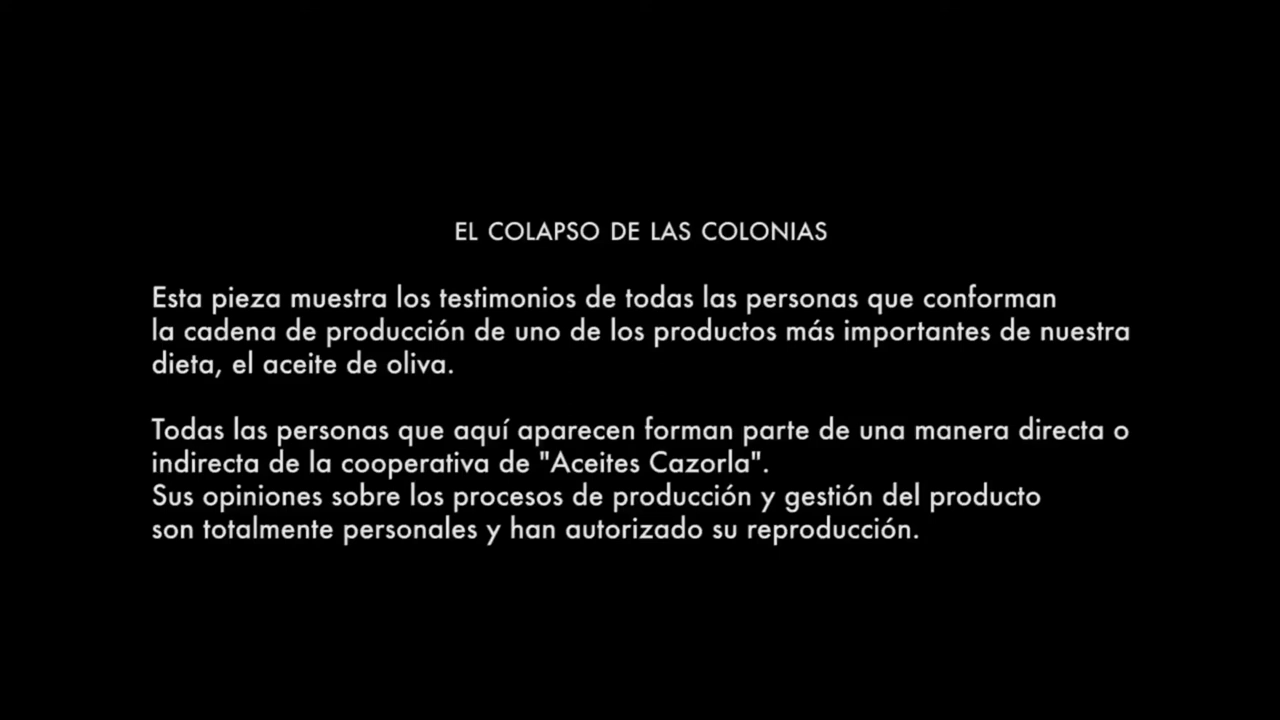 EL COLAPSO DE LAS COLONIAS
Esta pieza muestra los testimonios de todas las personas que conforman
la cadena de producción de uno de los productos más importantes de nuestra
dieta, el aceite de oliva.
Todas las personas que aquí aparecen forman parte de una manera directa o
indirecta de la cooperativa de "Aceites Cazorla".
Sus opiniones sobre los procesos de producción y gestión del producto
son totalmente personales y han autorizado su reproducción.